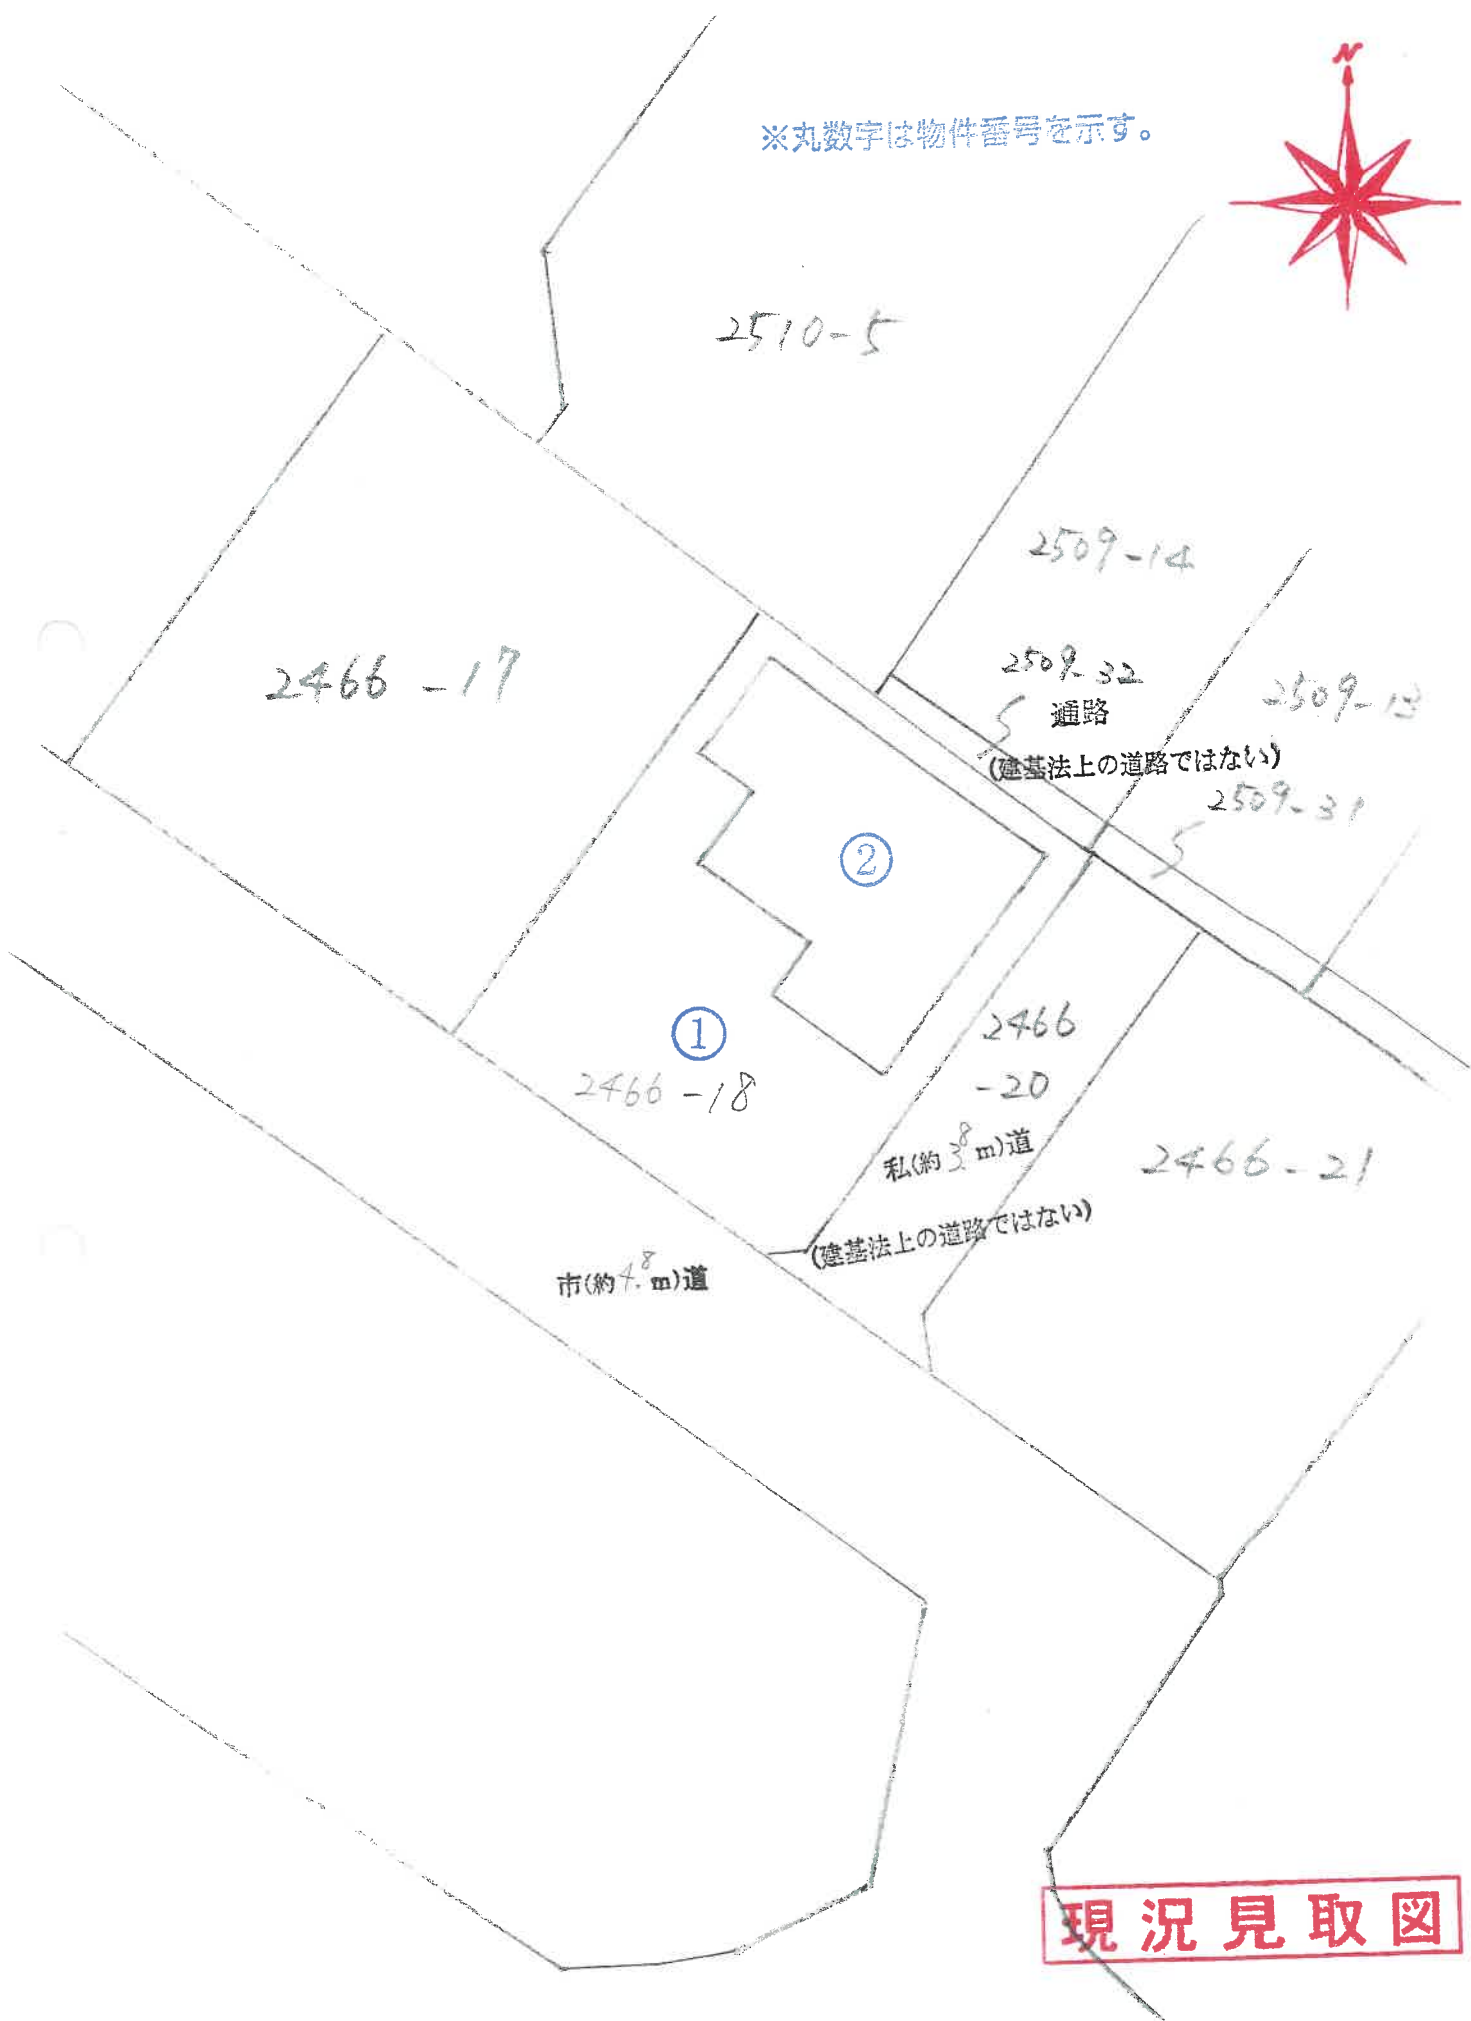 N
※丸数字は物件番号を示す。
2510-5
2509-14
2509-32
通路
(建基法上の道路ではない)
2509-13
2509-31
2466-17
②
①
2466-18
2466
-20
私(約3.8m)道
(建基法上の道路ではない)
2466-21
市(約4.8m)道
現況見取図